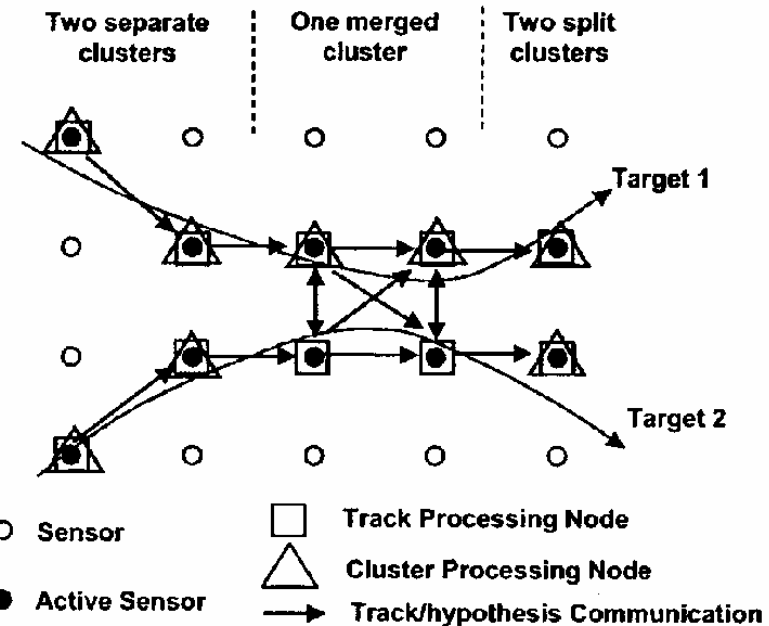 Two separate
clusters
One merged
cluster
Two split
clusters
Target 1
Target 2
Sensor
Active Sensor
Track Processing Node
Cluster Processing Node
Track/hypothesis Communication